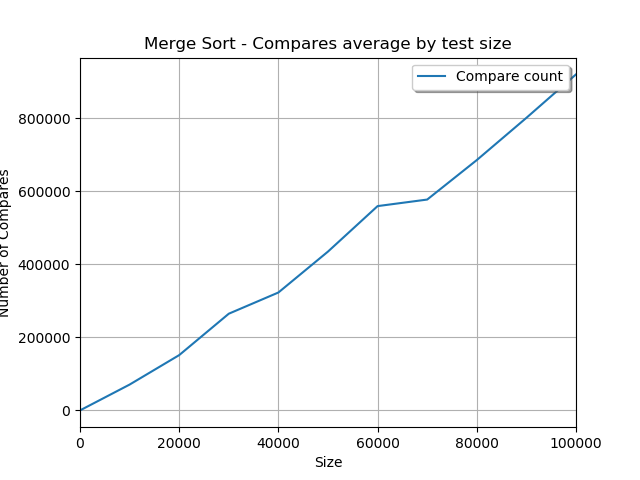 Merge Sort - Compares average by test size
Compare count
Number of Compares
800000
600000
400000
200000
0
0 20000 40000 60000 80000 100000
Size